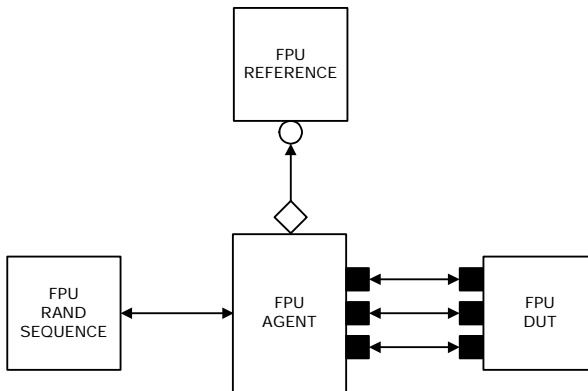 FPU
REFERENCE
FPU
RAND
SEQUENCE
FPU
AGENT
FPU
DUT